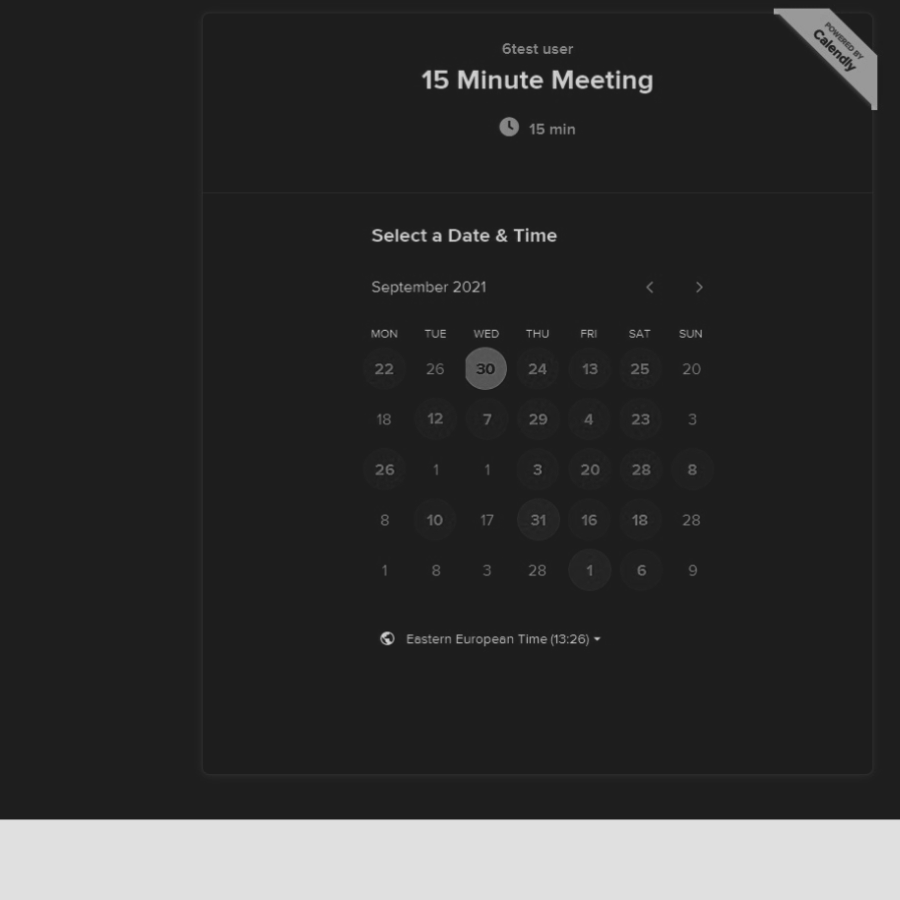 POWERED BY
Calendly
6test user
15 Minute Meeting
15 min
Select a Date & Time
September 2021
MON TUE WED THU FRI SAT SUN
22 26 30 24 13 25 20
18 12 7 29 4 23 3
26 1 1 3 20 28 8
8 10 17 31 16 18 28
1 8 3 28 1 6 9
Eastern European Time (13:26)